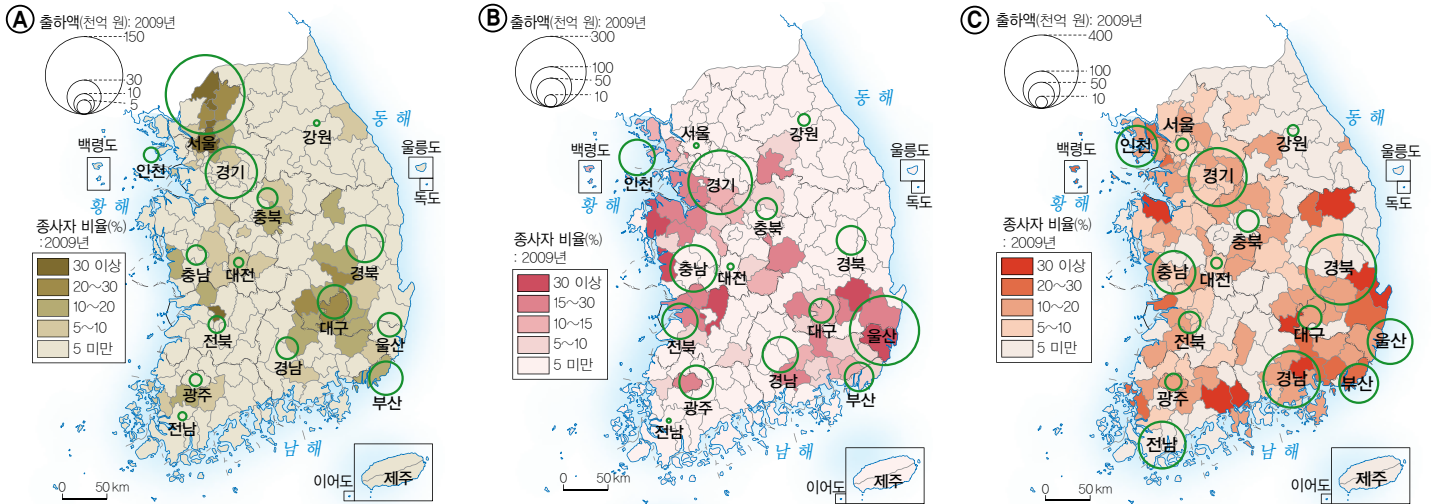 Ⓐ 출하액(천억 원): 2009년
150
30
10
5
동 해
강원
서울
백령도
인천
경기
울릉도
독도
황 해
충북
종사자 비율(%)
: 2009년
30 이상
20~30
10~20
5~10
5 미만
충남
대전
경북
대구
전북
울산
경남
광주
부산
전남
남 해
이어도
제주
0 50 km
Ⓑ 출하액(천억 원): 2009년
300
100
50
10
동 해
서울
강원
백령도
인천
경기
울릉도
독도
황 해
충북
종사자 비율(%)
: 2009년
30 이상
15~30
10~15
5~10
5 미만
충남
대전
경북
대구
울산
전북
경남
광주
부산
전남
남 해
이어도
제주
0 50 km
Ⓒ 출하액(천억 원): 2009년
400
100
50
10
동 해
서울
강원
인천
백령도
경기
울릉도
독도
황 해
충북
종사자 비율(%)
: 2009년
30 이상
20~30
10~20
5~10
5 미만
충남
대전
경북
대구
전북
울산
경남
광주
부산
전남
남 해
이어도
제주
0 50 km